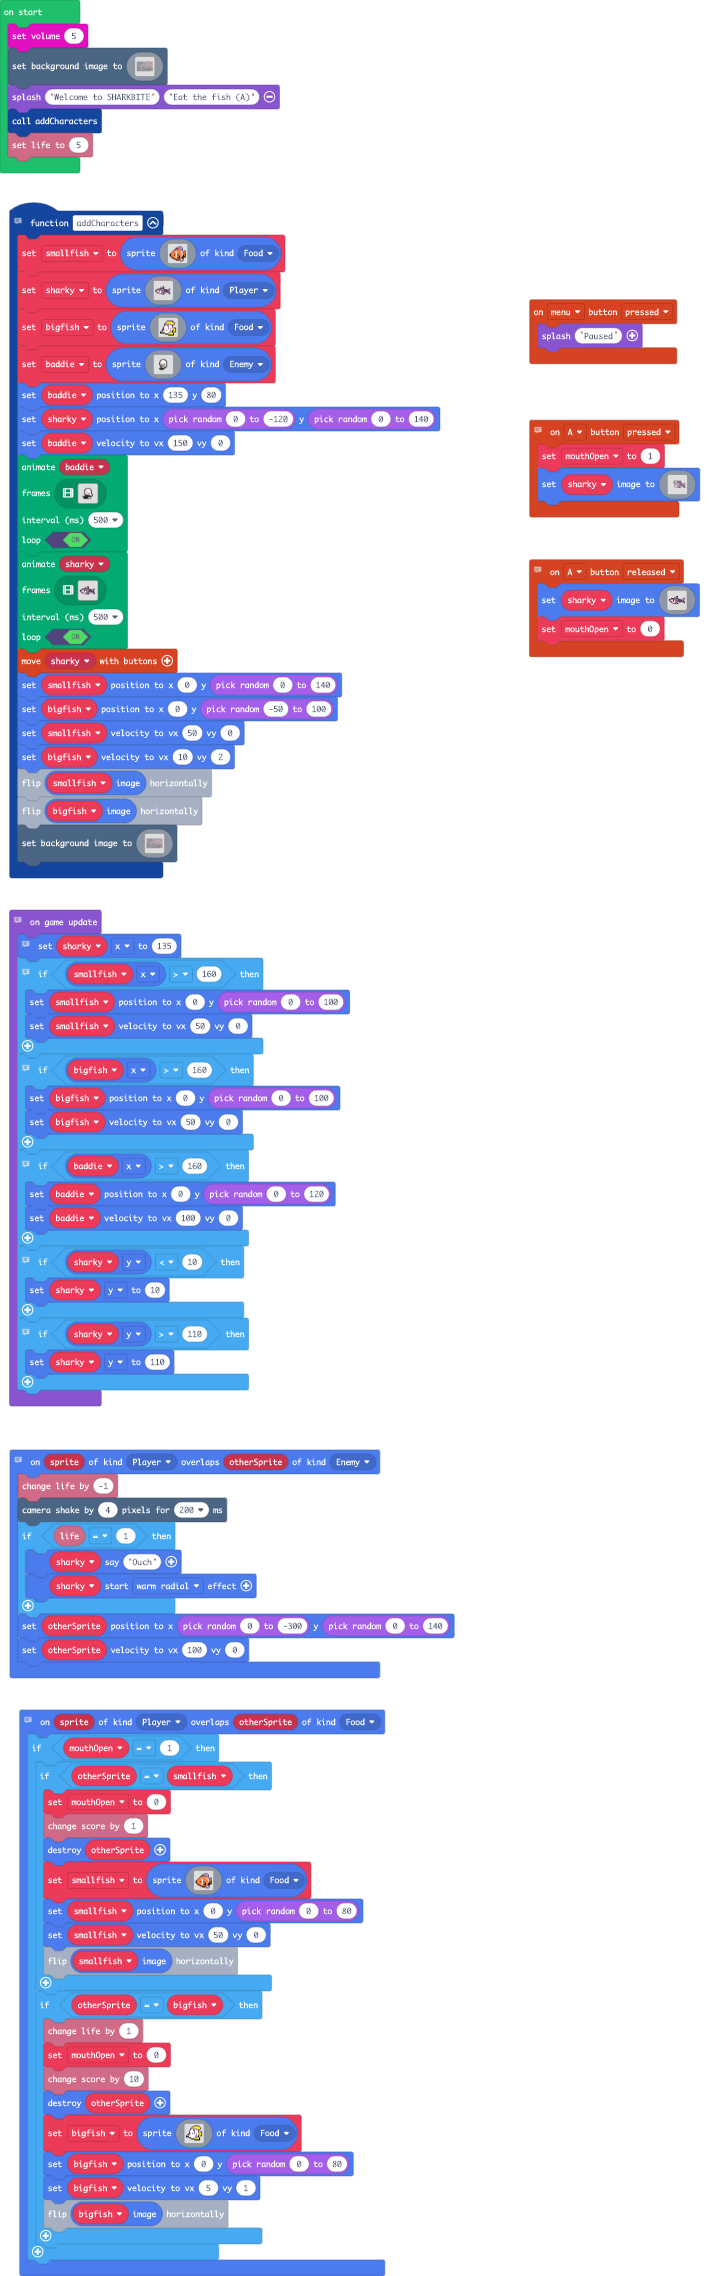 on start
set volume 5
set background image to
splash "Welcome to SHARKBITE" "Eat the fish (A)"
call addCharacters
set life to 5
function addCharacters
set smallfish to sprite of kind Food
set sharky to sprite of kind Player
set bigfish to sprite of kind Food
set baddie to sprite of kind Enemy
set baddie position to x 135 y 80
set sharky position to x pick random 0 to -120 y pick random 0 to 140
set baddie velocity to vx 150 vy 0
animate baddie
frames
interval (ms) 500
loop ON
animate sharky
frames
interval (ms) 500
loop ON
move sharky with buttons
set smallfish position to x 0 y pick random 0 to 140
set bigfish position to x 0 y pick random -50 to 100
set smallfish velocity to vx 50 vy 0
set bigfish velocity to vx 10 vy 2
flip smallfish image horizontally
flip bigfish image horizontally
set background image to
on menu button pressed
splash "Paused"
on A button pressed
set mouthOpen to 1
set sharky image to
on A button released
set sharky image to
set mouthOpen to 0
on game update
set sharky x to 135
if smallfish x > 160 then
set smallfish position to x 0 y pick random 0 to 100
set smallfish velocity to vx 50 vy 0
if bigfish x > 160 then
set bigfish position to x 0 y pick random 0 to 100
set bigfish velocity to vx 50 vy 0
if baddie x > 160 then
set baddie position to x 0 y pick random 0 to 120
set baddie velocity to vx 100 vy 0
if sharky y < 10 then
set sharky y to 10
if sharky y > 110 then
set sharky y to 110
on sprite of kind Player overlaps otherSprite of kind Enemy
change life by -1
camera shake by 4 pixels for 200 ms
if life = 1 then
sharky say "Ouch"
sharky start warm radial effect
set otherSprite position to x pick random 0 to -300 y pick random 0 to 140
set otherSprite velocity to vx 100 vy 0
on sprite of kind Player overlaps otherSprite of kind Food
if mouthOpen = 1 then
if otherSprite = smallfish then
set mouthOpen to 0
change score by 1
destroy otherSprite
set smallfish to sprite of kind Food
set smallfish position to x 0 y pick random 0 to 80
set smallfish velocity to vx 50 vy 0
flip smallfish image horizontally
if otherSprite = bigfish then
change life by 1
set mouthOpen to 0
change score by 10
destroy otherSprite
set bigfish to sprite of kind Food
set bigfish position to x 0 y pick random 0 to 80
set bigfish velocity to vx 5 vy 1
flip bigfish image horizontally